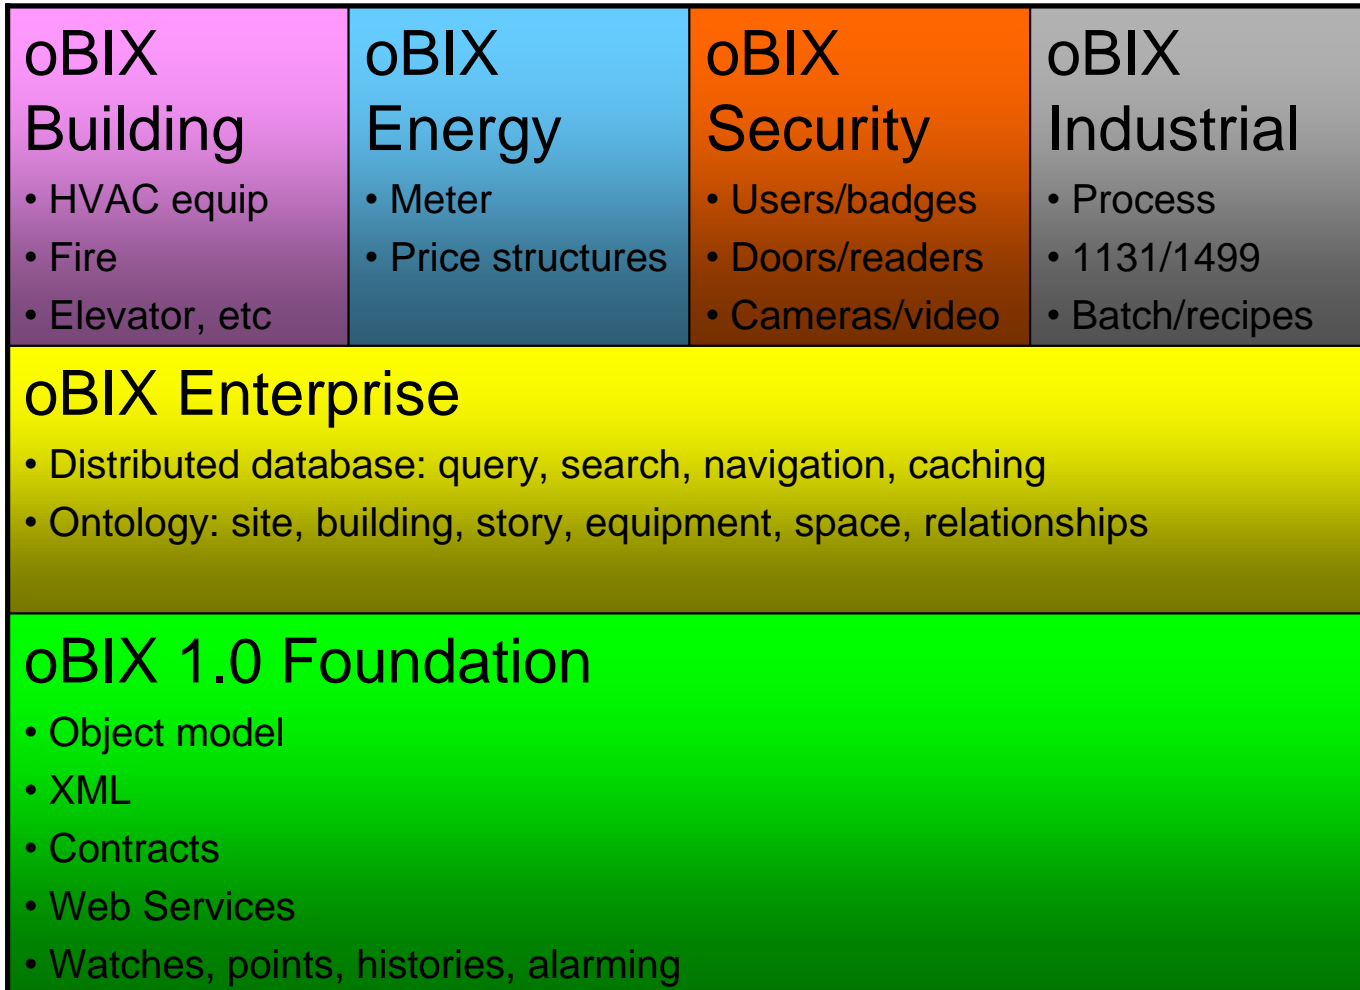 oBIX
Building
• HVAC equip
• Fire
• Elevator, etc
oBIX
Energy
• Meter
• Price structures
oBIX
Security
• Users/badges
• Doors/readers
• Cameras/video
oBIX
Industrial
• Process
• 1131/1499
• Batch/recipes
oBIX Enterprise
• Distributed database: query, search, navigation, caching
• Ontology: site, building, story, equipment, space, relationships
oBIX 1.0 Foundation
• Object model
• XML
• Contracts
• Web Services
• Watches, points, histories, alarming